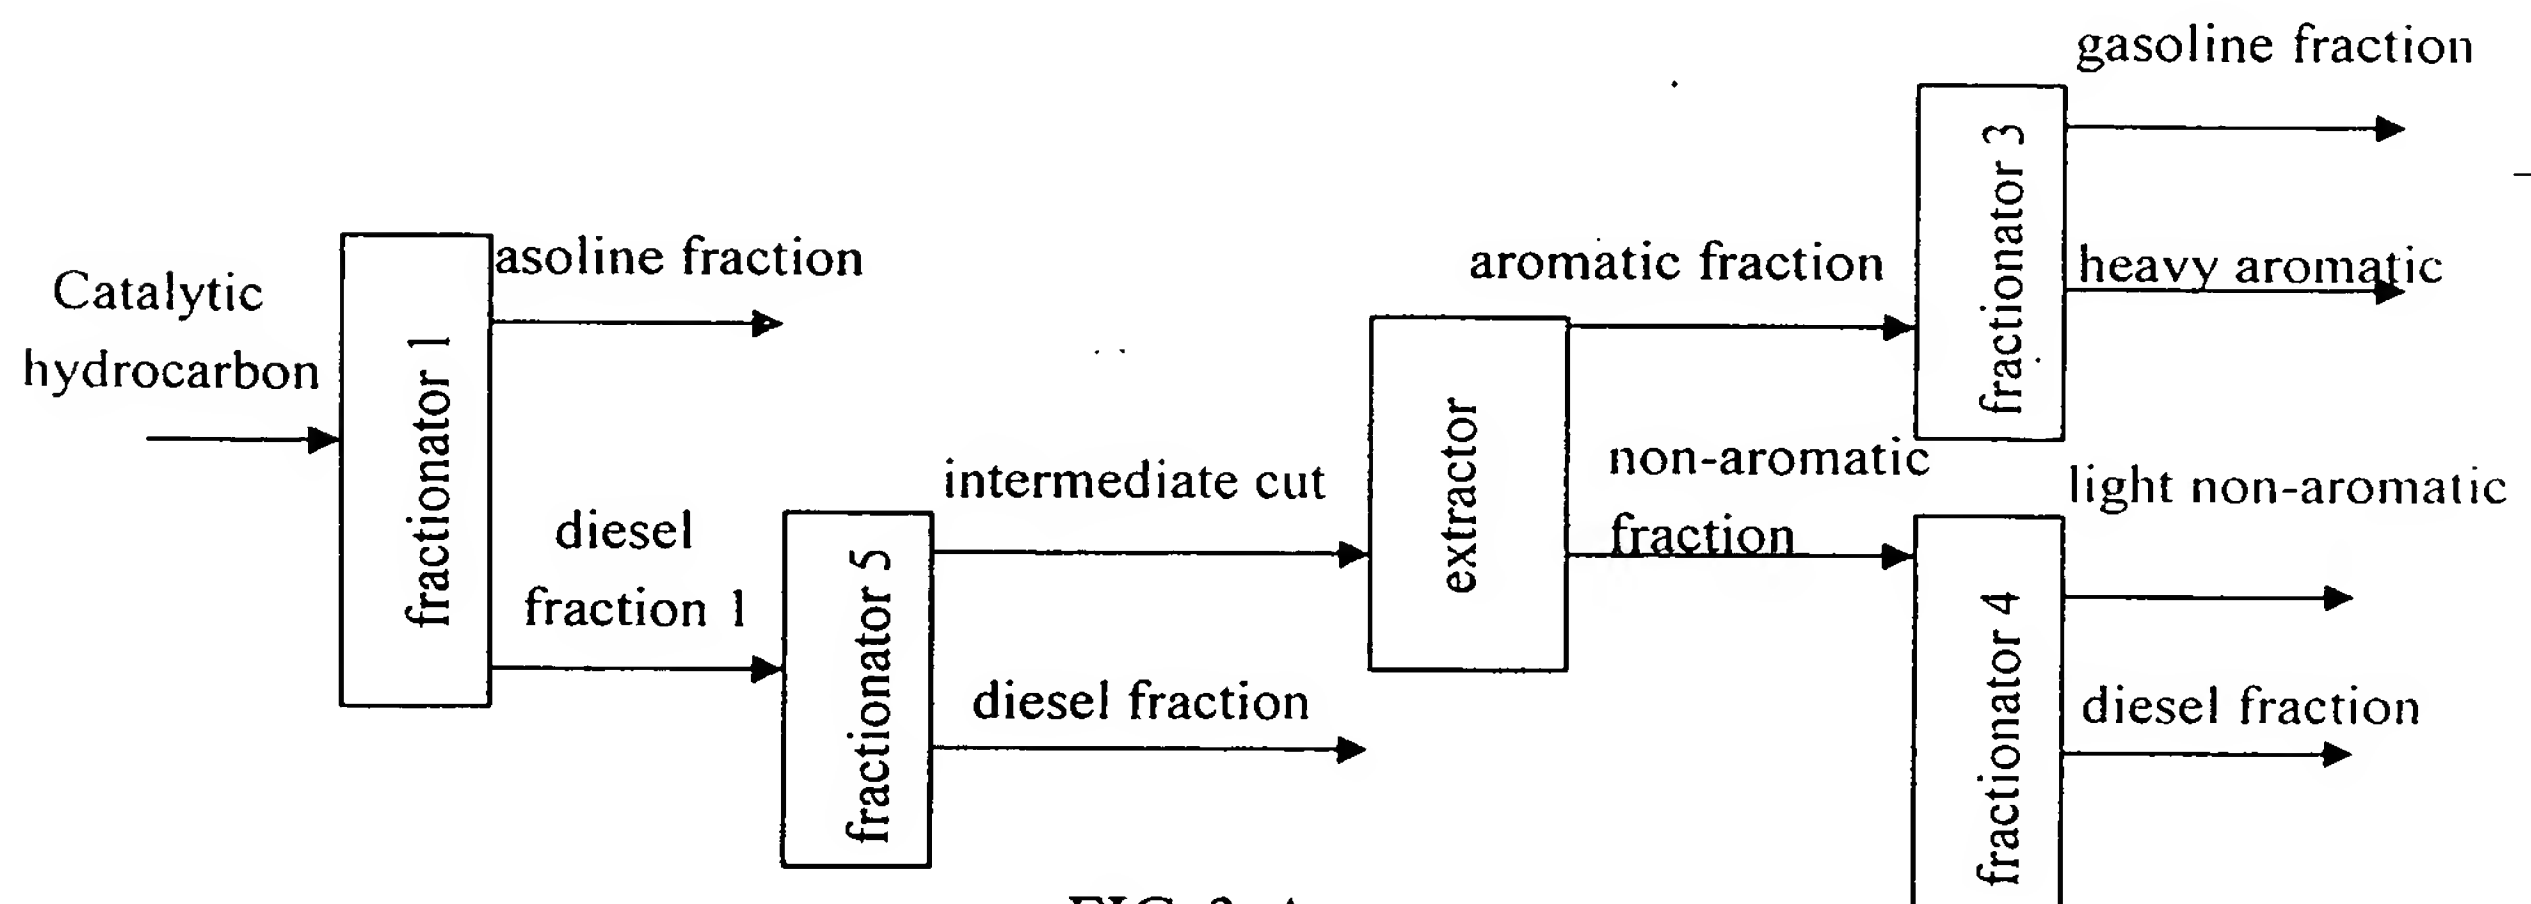 gasoline fraction
fractionator 3
heavy aromatic
aromatic fraction
asoline fraction
Catalytic
hydrocarbon
fractionator 1
diesel
fraction 1
fractionator 5
intermediate cut
diesel fraction
extractor
non-aromatic
fraction
light non-aromatic
fractionator 4
diesel fraction